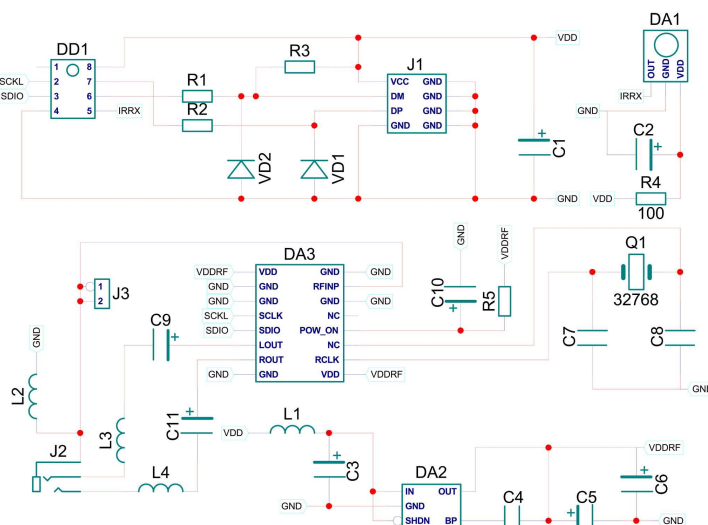 DA1
VDD
DD1
R3
J1
OUT
GND
VDD
1 8
2 7
3 6
4 5
SCKL
SDIO
IRRX
R1
R2
VCC GND
DM GND
DP GND
GND GND
IRRX
GND
C1
C2
VD2
VD1
R4
100
VDD
GND
GND
VDDRF
Q1
32768
DA3
C10
R5
VDDRF
GND
GND
SCKL
SDIO
GND
VDD GND
GND RFINP
GND GND
SCLK NC
SDIO POW_ON
LOUT NC
ROUT RCLK
GND VDD
GND
GND
VDDRF
J3
1
2
C9
C7
C8
GND
L2
L3
C11
GND
J2
L4
VDD
L1
C3
GND
DA2
IN OUT
GND
SHDN BP
C4
C5
C6
VDDRF
GND